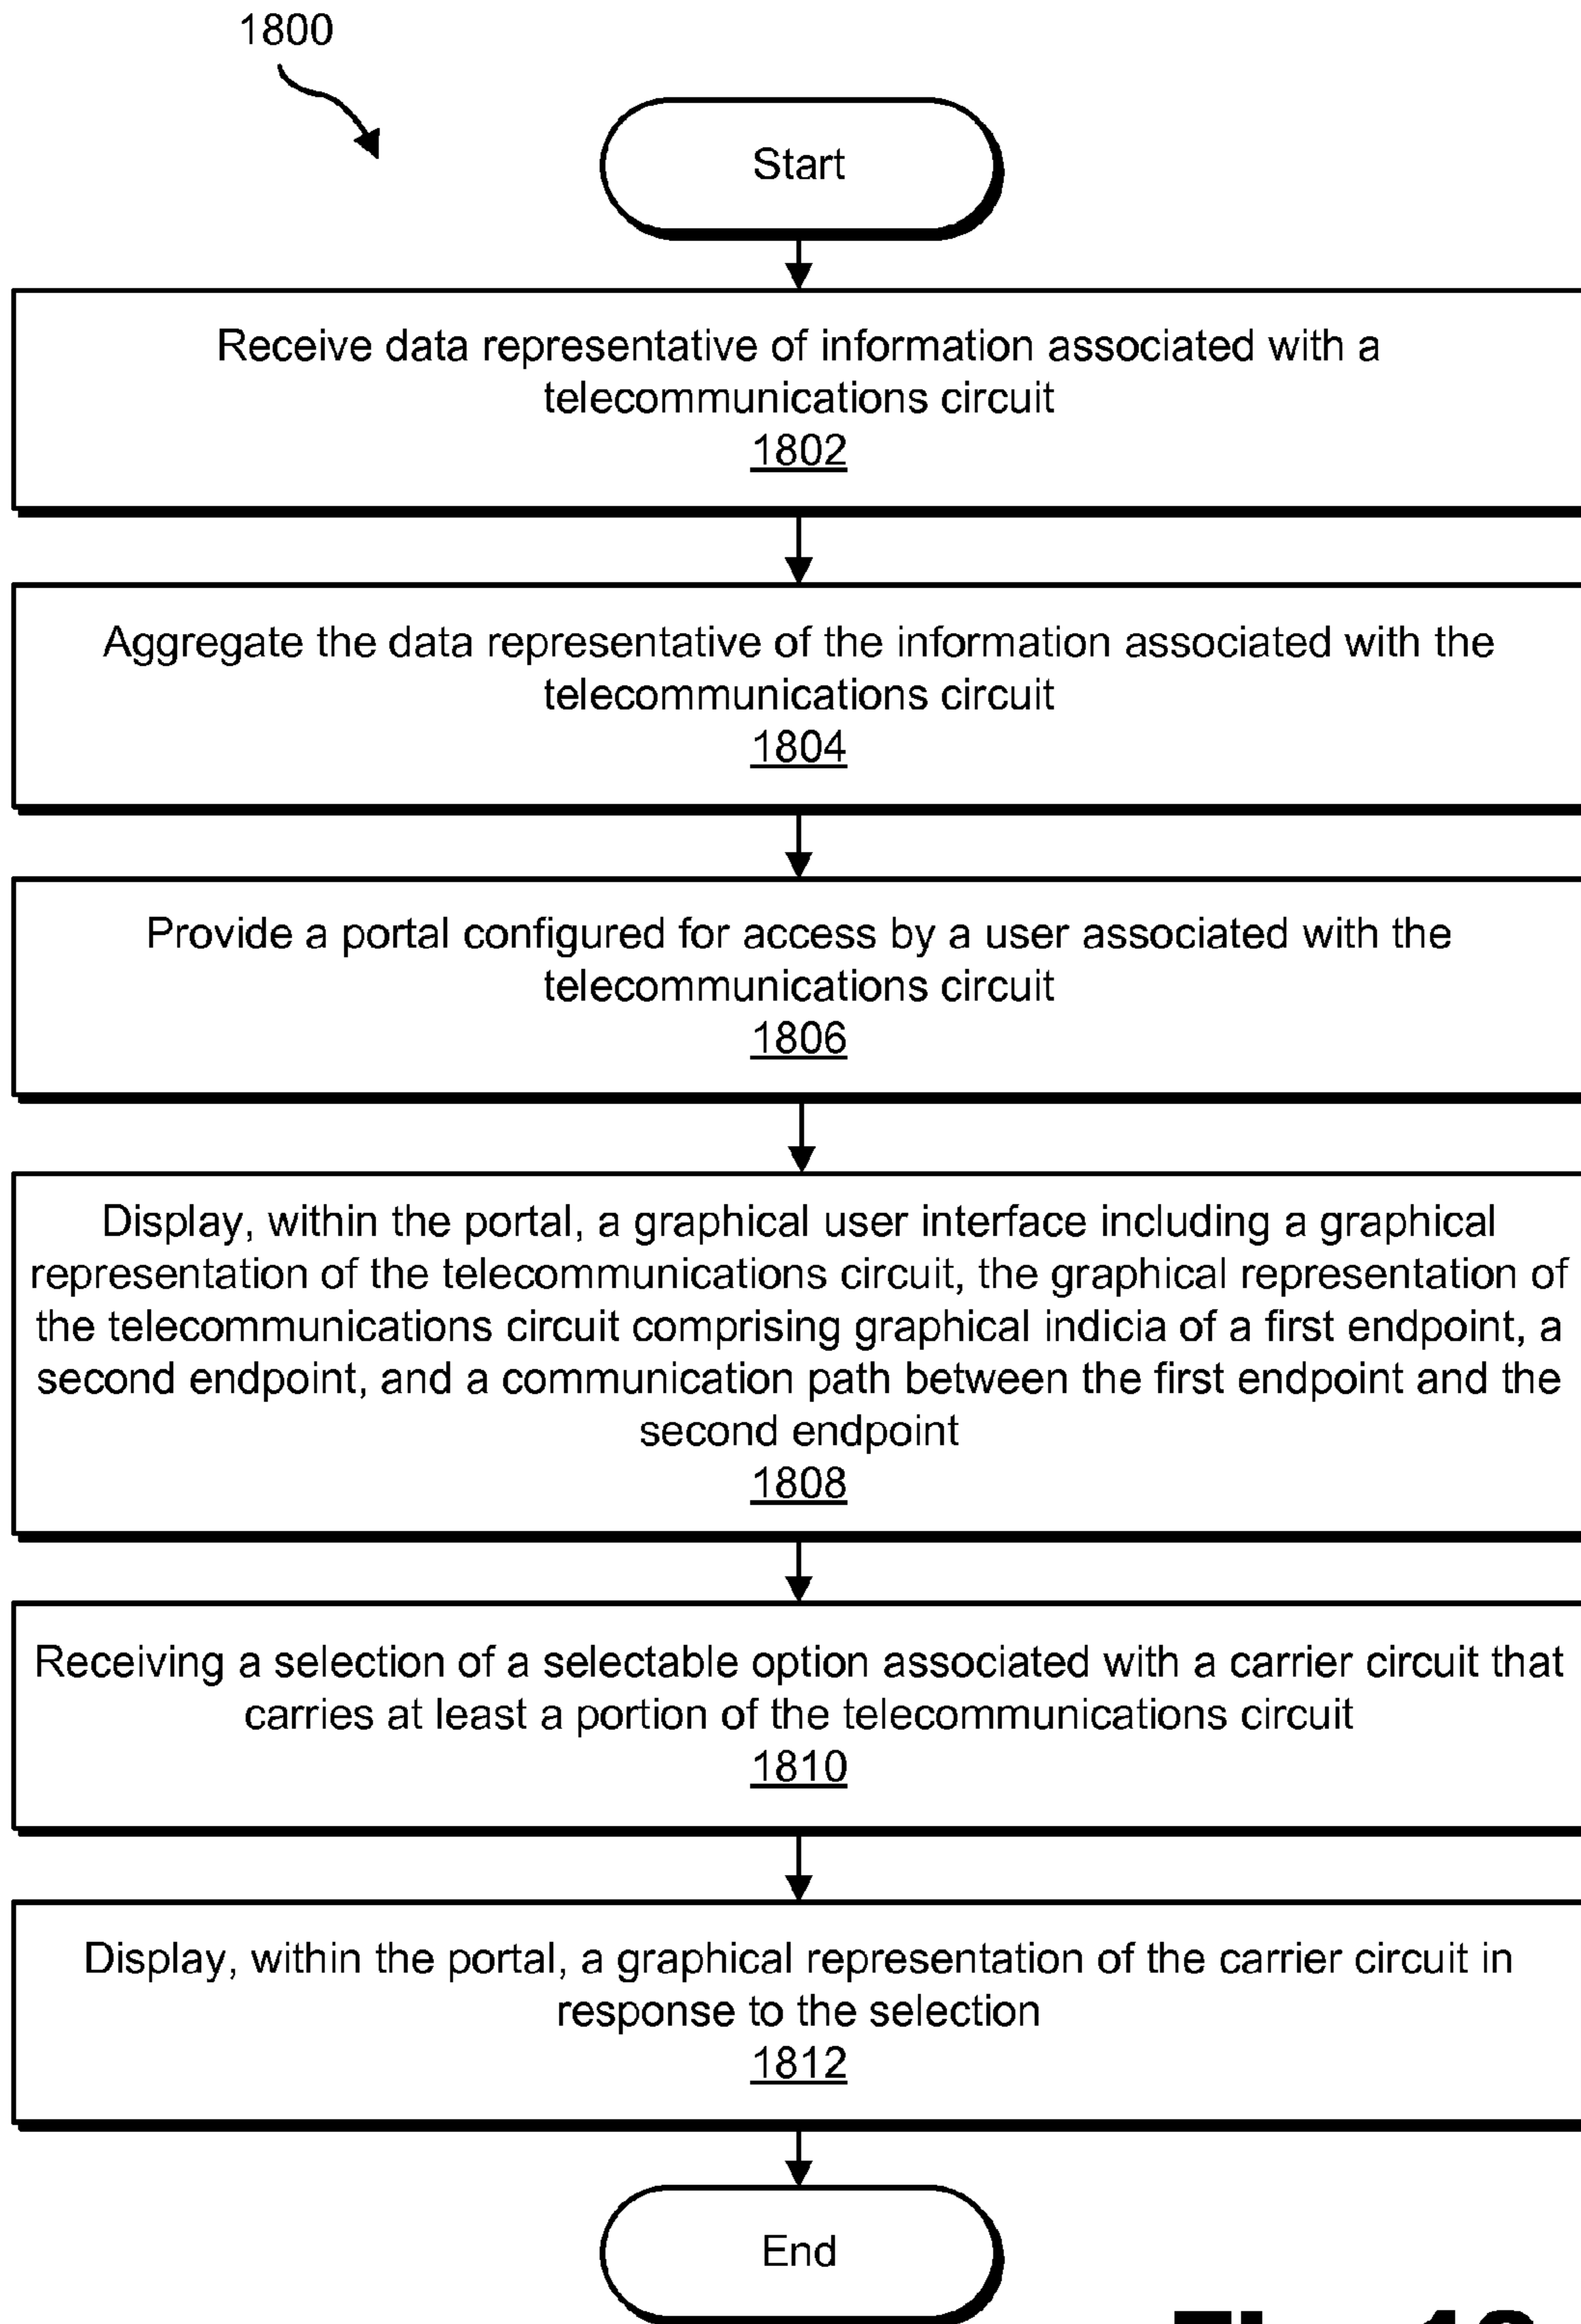 1800
Start
Receive data representative of information associated with a
telecommunications circuit
1802
Aggregate the data representative of the information associated with the
telecommunications circuit
1804
Provide a portal configured for access by a user associated with the
telecommunications circuit
1806
Display, within the portal, a graphical user interface including a graphical
representation of the telecommunications circuit, the graphical representation of
the telecommunications circuit comprising graphical indicia of a first endpoint, a
second endpoint, and a communication path between the first endpoint and the
second endpoint
1808
Receiving a selection of a selectable option associated with a carrier circuit that
carries at least a portion of the telecommunications circuit
1810
Display, within the portal, a graphical representation of the carrier circuit in
response to the selection
1812
End